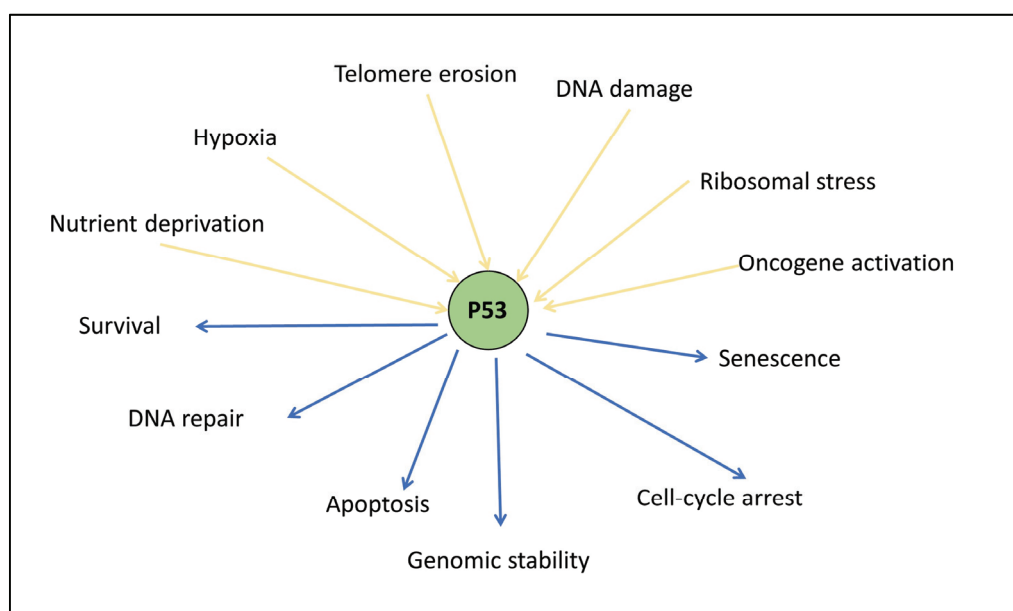 Telomere erosion
DNA damage
Hypoxia
Ribosomal stress
Nutrient deprivation
Oncogene activation
P53
Survival
Senescence
DNA repair
Cell-cycle arrest
Apoptosis
Genomic stability